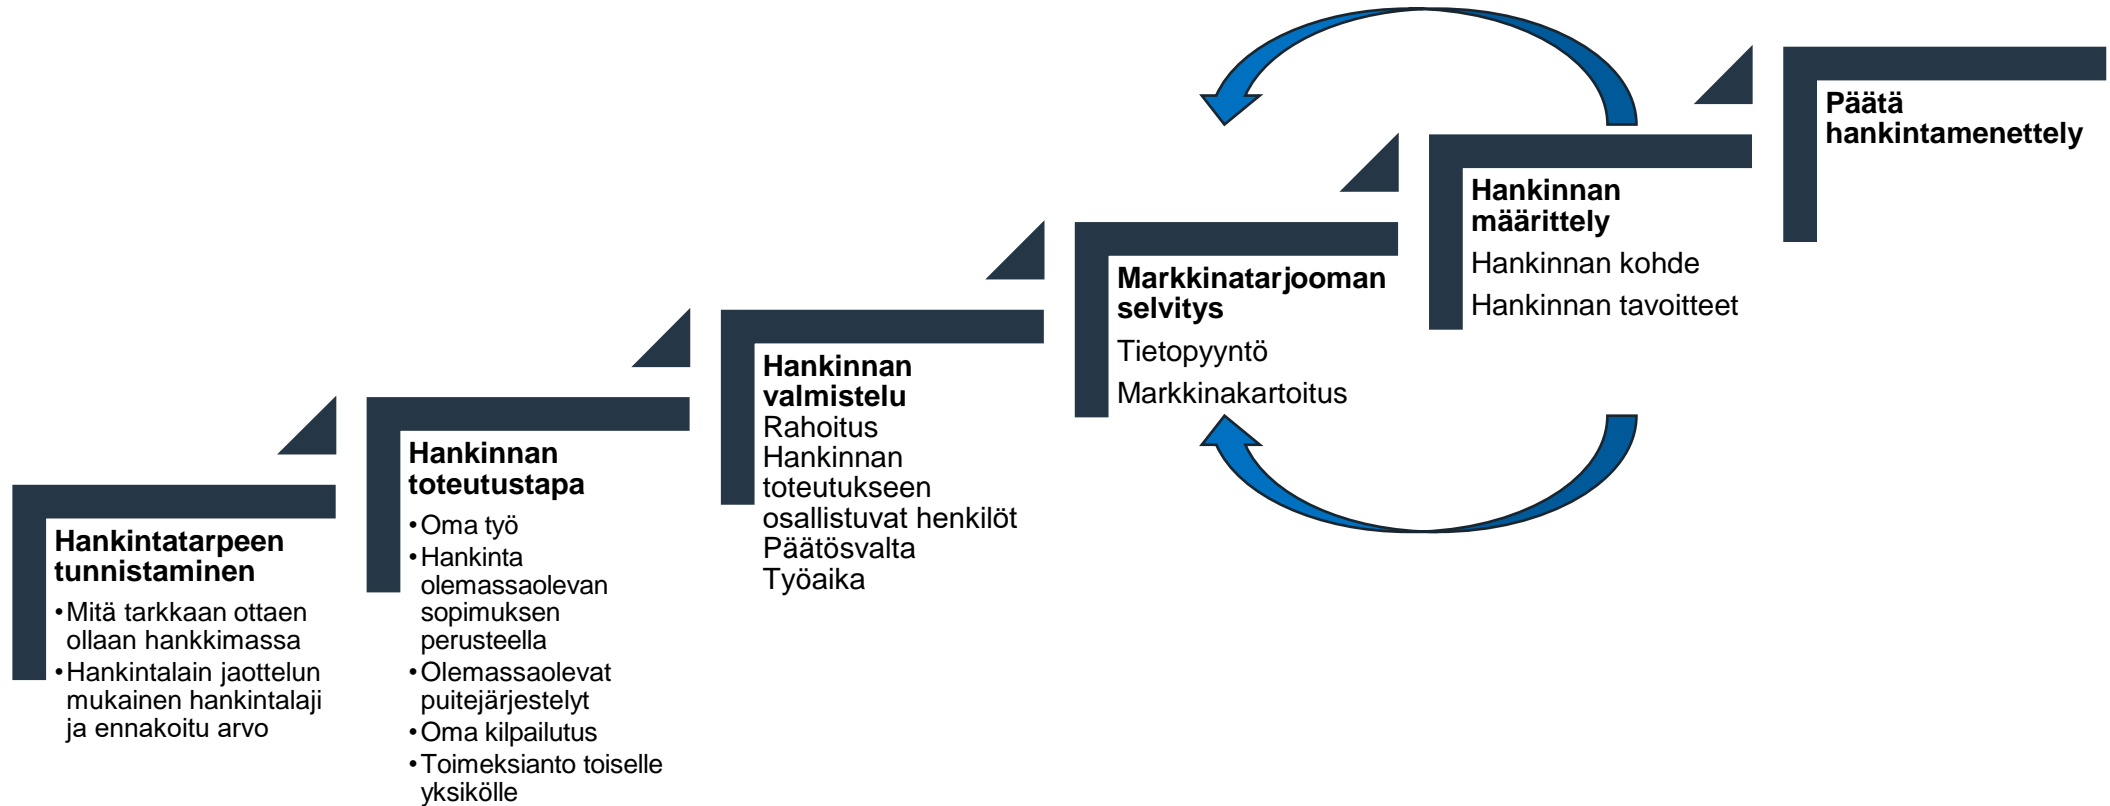 Hankintatarpeen
tunnistaminen
•Mitä tarkkaan ottaen
ollaan hankkimassa
•Hankintalain jaottelun
mukainen hankintalaji
ja ennakoitu arvo
Hankinnan
toteutustapa
•Oma työ
•Hankinta
olemassaolevan
sopimuksen
perusteella
•Olemassaolevat
puitejärjestelyt
•Oma kilpailutus
•Toimeksianto toiselle
yksikölle
Hankinnan
valmistelu
Rahoitus
Hankinnan
toteutukseen
osallistuvat henkilöt
Päätösvalta
Työaika
Markkinatarjooman
selvitys
Tietopyyntö
Markkinakartoitus
Hankinnan
määrittely
Hankinnan kohde
Hankinnan tavoitteet
Päätä
hankintamenettely